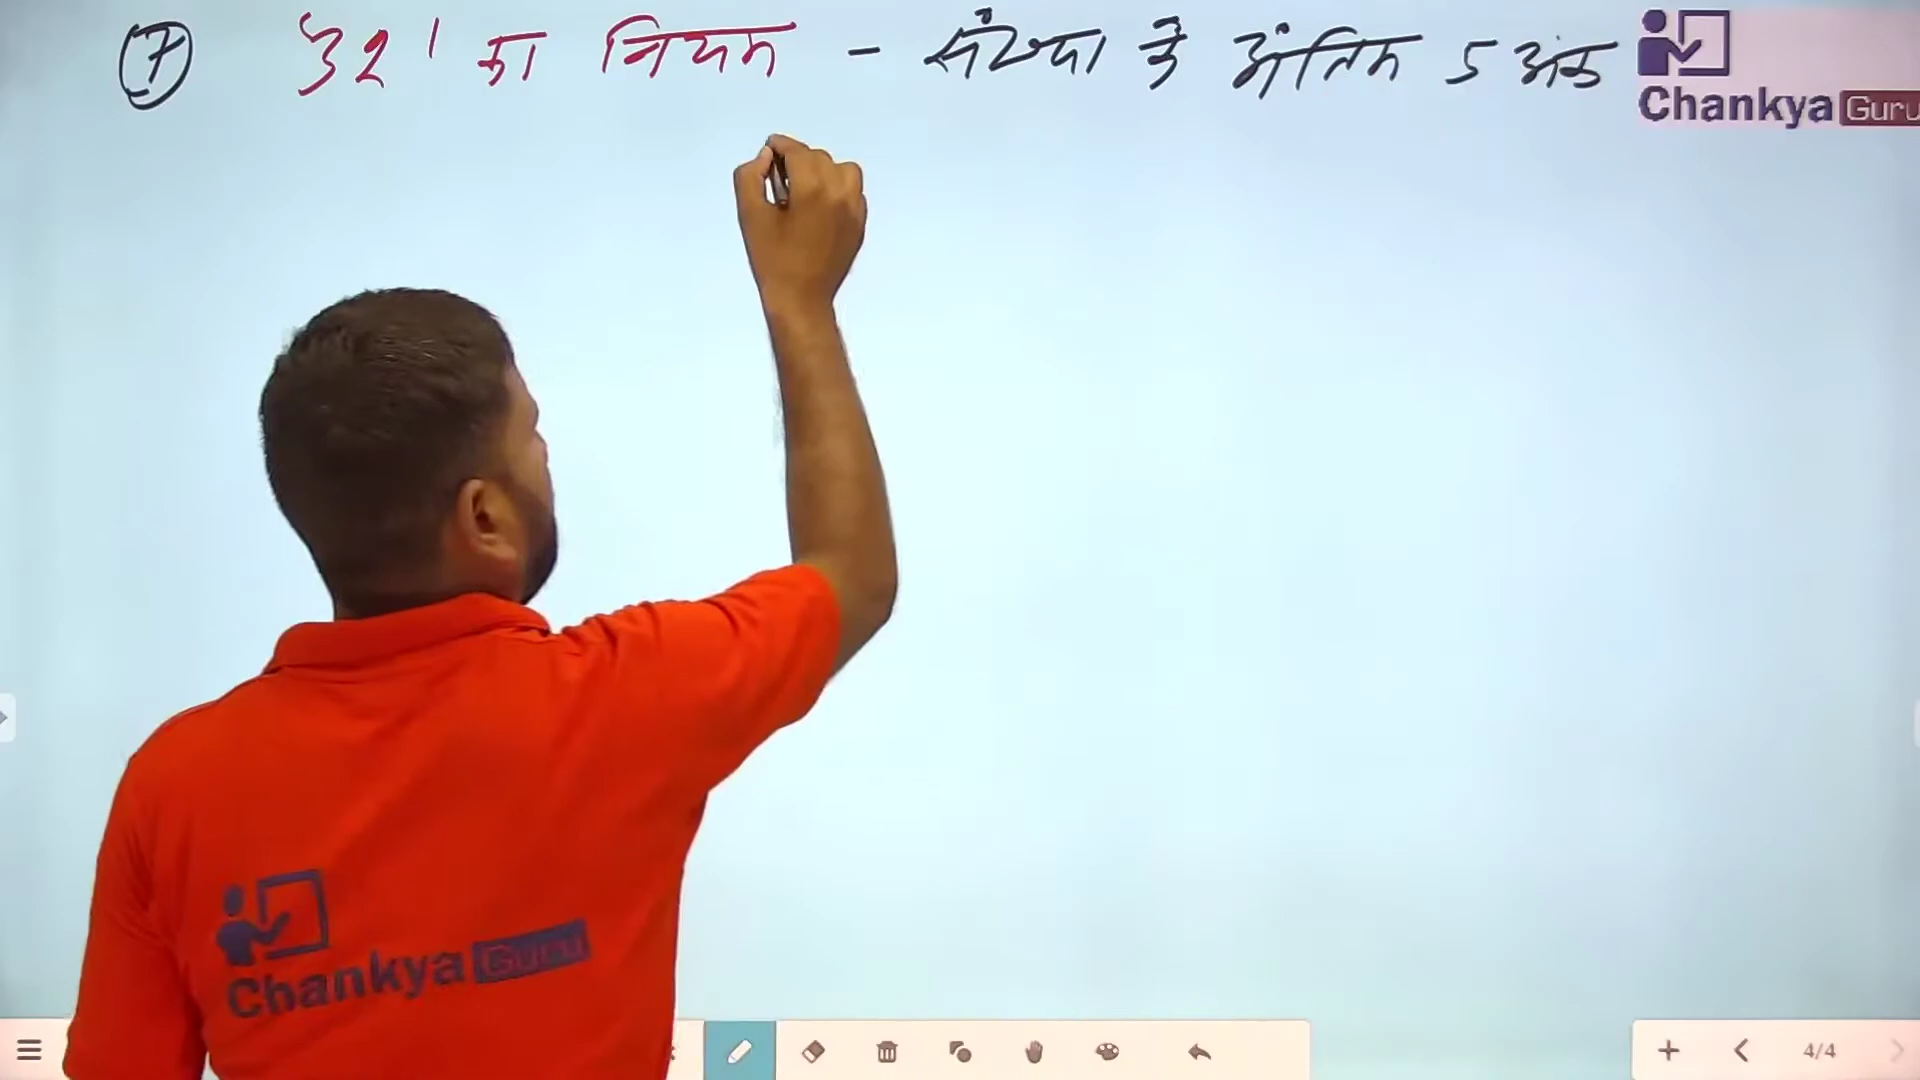 ⑦ '32' का नियम - संख्या के अंतिम 5 अंक
Chankya Guru
Chankya Guru
4/4